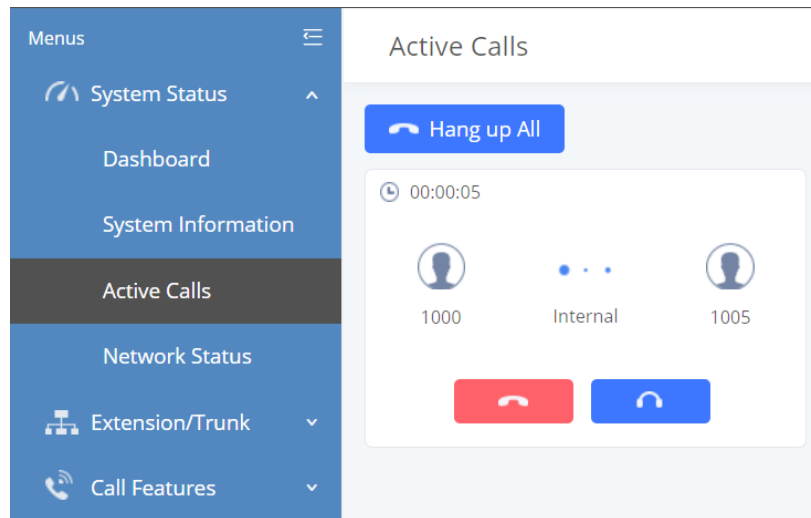 Menus
System Status
Dashboard
System Information
Active Calls
Network Status
Extension/Trunk
Call Features
Active Calls
Hang up All
00:00:05
1000 Internal 1005